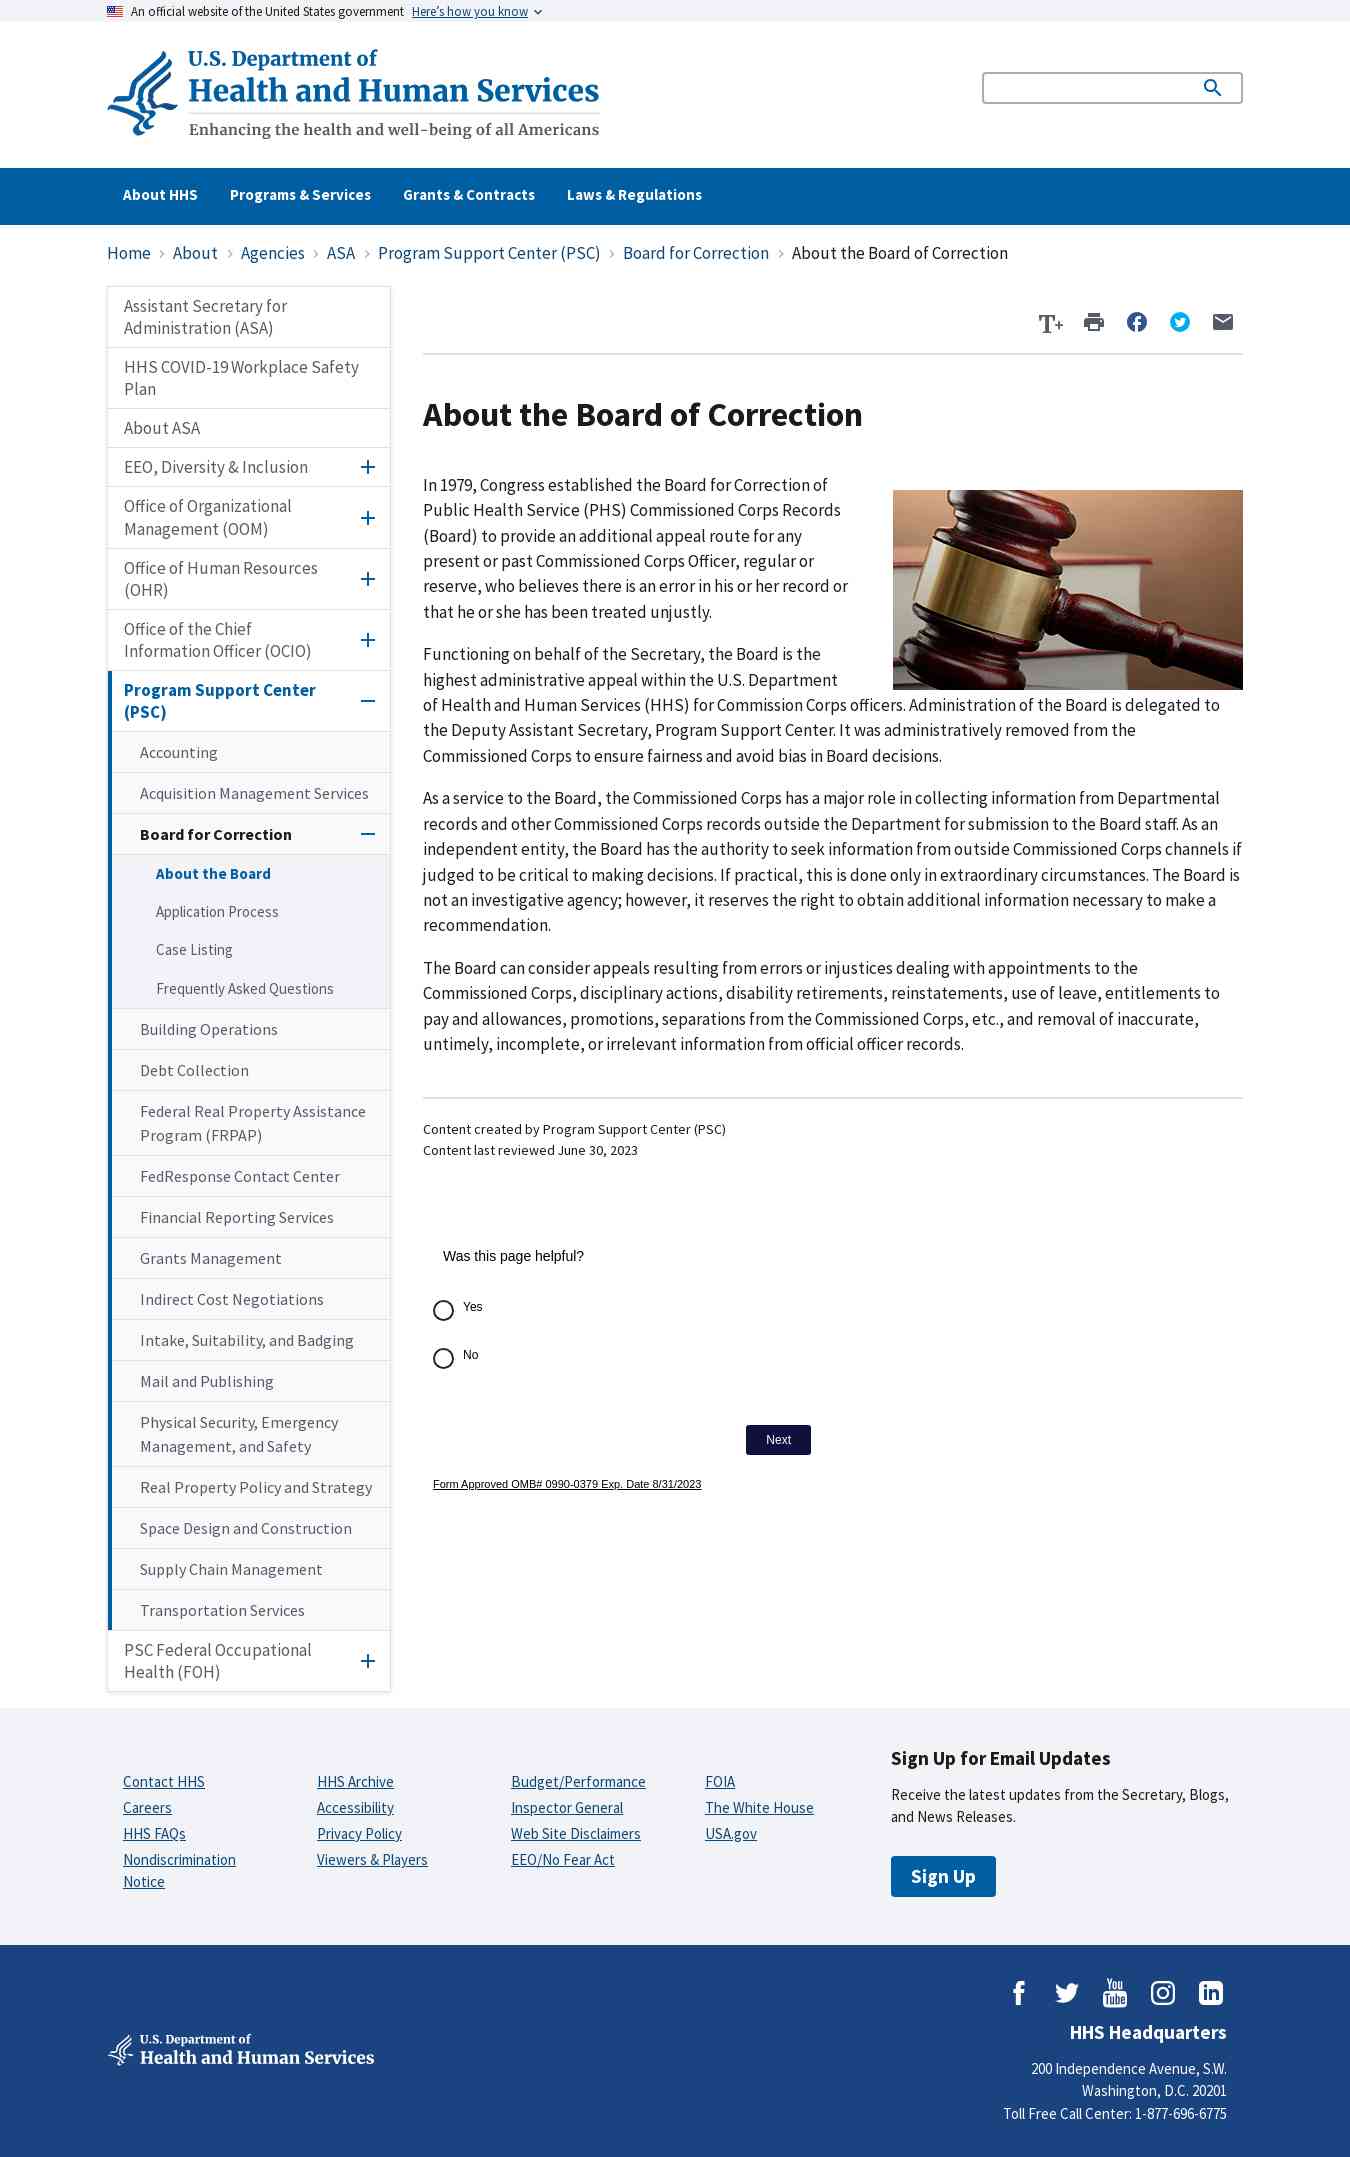 An official website of the United States government Here’s how you know
U.S. Department of
Health and Human Services
Enhancing the health and well-being of all Americans
About HHS Programs & Services Grants & Contracts Laws & Regulations
Home › About › Agencies › ASA › Program Support Center (PSC) › Board for Correction › About the Board of Correction
Assistant Secretary for
Administration (ASA)
HHS COVID-19 Workplace Safety
Plan
About ASA
EEO, Diversity & Inclusion
Office of Organizational
Management (OOM)
Office of Human Resources
(OHR)
Office of the Chief
Information Officer (OCIO)
Program Support Center
(PSC)
Accounting
Acquisition Management Services
Board for Correction
About the Board
Application Process
Case Listing
Frequently Asked Questions
Building Operations
Debt Collection
Federal Real Property Assistance
Program (FRPAP)
FedResponse Contact Center
Financial Reporting Services
Grants Management
Indirect Cost Negotiations
Intake, Suitability, and Badging
Mail and Publishing
Physical Security, Emergency
Management, and Safety
Real Property Policy and Strategy
Space Design and Construction
Supply Chain Management
Transportation Services
PSC Federal Occupational
Health (FOH)
T+
About the Board of Correction
In 1979, Congress established the Board for Correction of
Public Health Service (PHS) Commissioned Corps Records
(Board) to provide an additional appeal route for any
present or past Commissioned Corps Officer, regular or
reserve, who believes there is an error in his or her record or
that he or she has been treated unjustly.
Functioning on behalf of the Secretary, the Board is the
highest administrative appeal within the U.S. Department
of Health and Human Services (HHS) for Commission Corps officers. Administration of the Board is delegated to
the Deputy Assistant Secretary, Program Support Center. It was administratively removed from the
Commissioned Corps to ensure fairness and avoid bias in Board decisions.
As a service to the Board, the Commissioned Corps has a major role in collecting information from Departmental
records and other Commissioned Corps records outside the Department for submission to the Board staff. As an
independent entity, the Board has the authority to seek information from outside Commissioned Corps channels if
judged to be critical to making decisions. If practical, this is done only in extraordinary circumstances. The Board is
not an investigative agency; however, it reserves the right to obtain additional information necessary to make a
recommendation.
The Board can consider appeals resulting from errors or injustices dealing with appointments to the
Commissioned Corps, disciplinary actions, disability retirements, reinstatements, use of leave, entitlements to
pay and allowances, promotions, separations from the Commissioned Corps, etc., and removal of inaccurate,
untimely, incomplete, or irrelevant information from official officer records.
Content created by Program Support Center (PSC)
Content last reviewed June 30, 2023
Was this page helpful?
Yes
No
Next
Form Approved OMB# 0990-0379 Exp. Date 8/31/2023
Contact HHS
Careers
HHS FAQs
Nondiscrimination
Notice
HHS Archive
Accessibility
Privacy Policy
Viewers & Players
Budget/Performance
Inspector General
Web Site Disclaimers
EEO/No Fear Act
FOIA
The White House
USA.gov
Sign Up for Email Updates
Receive the latest updates from the Secretary, Blogs,
and News Releases.
Sign Up
U.S. Department of
Health and Human Services
You
Tube
in
HHS Headquarters
200 Independence Avenue, S.W.
Washington, D.C. 20201
Toll Free Call Center: 1-877-696-6775